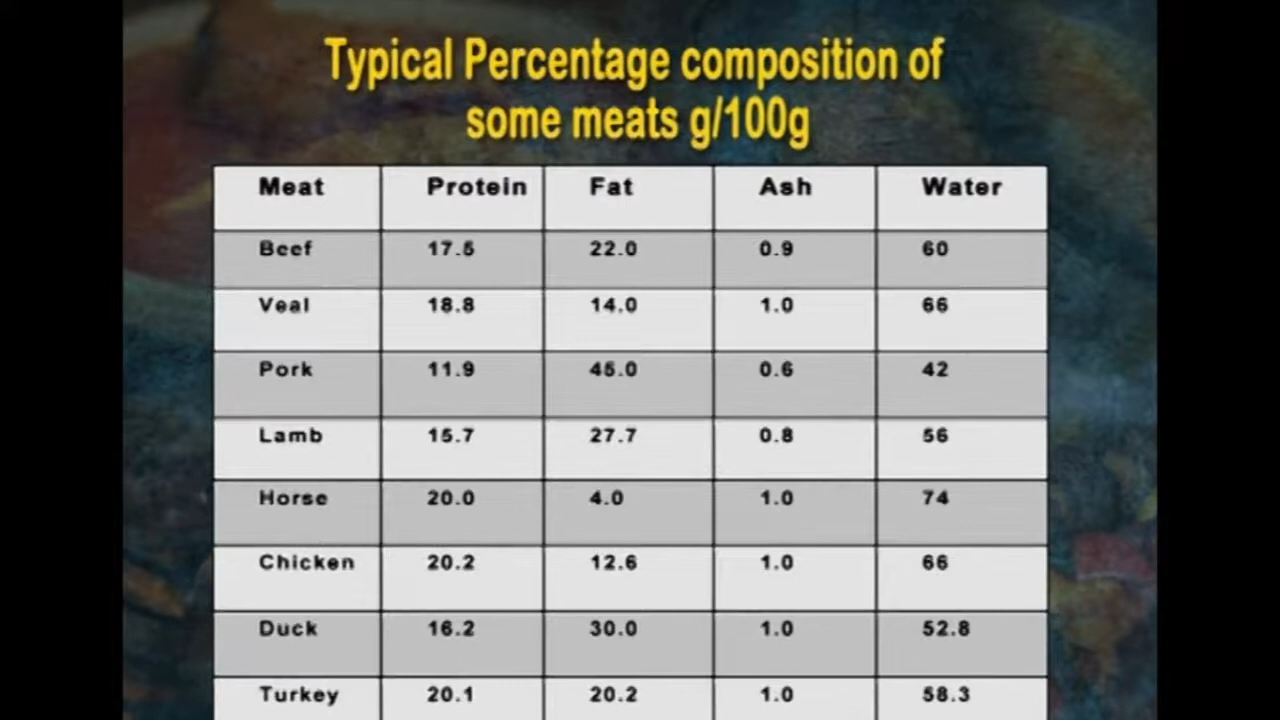 Typical Percentage composition of
some meats g/100g
Meat Protein Fat Ash Water
Beef 17.5 22.0 0.9 60
Veal 18.8 14.0 1.0 66
Pork 11.9 45.0 0.6 42
Lamb 15.7 27.7 0.8 56
Horse 20.0 4.0 1.0 74
Chicken 20.2 12.6 1.0 66
Duck 16.2 30.0 1.0 52.8
Turkey 20.1 20.2 1.0 58.3